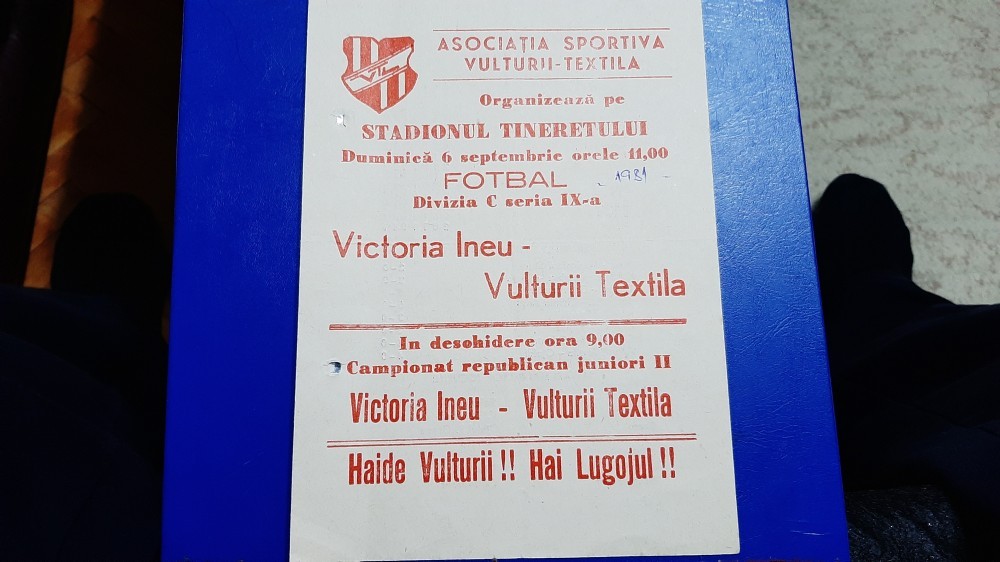 VTL
ASOCIAȚIA SPORTIVA
VULTURII-TEXTILA
Organizează pe
STADIONUL TINERETULUI
Duminică 6 septembrie orele 11,00
FOTBAL 1981
Divizia C seria IX-a
Victoria Ineu -
Vulturii Textila
In deschidere ora 9,00
Campionat republican juniori II
Victoria Ineu - Vulturii Textila
Haide Vulturii !! Hai Lugojul !!